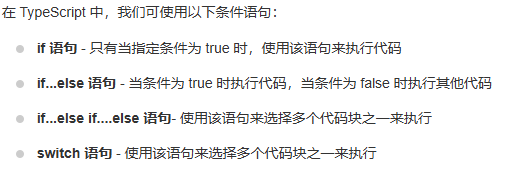 在 TypeScript 中，我们可使用以下条件语句：
if 语句 - 只有当指定条件为 true 时，使用该语句来执行代码
if...else 语句 - 当条件为 true 时执行代码，当条件为 false 时执行其他代码
if...else if....else 语句- 使用该语句来选择多个代码块之一来执行
switch 语句 - 使用该语句来选择多个代码块之一来执行